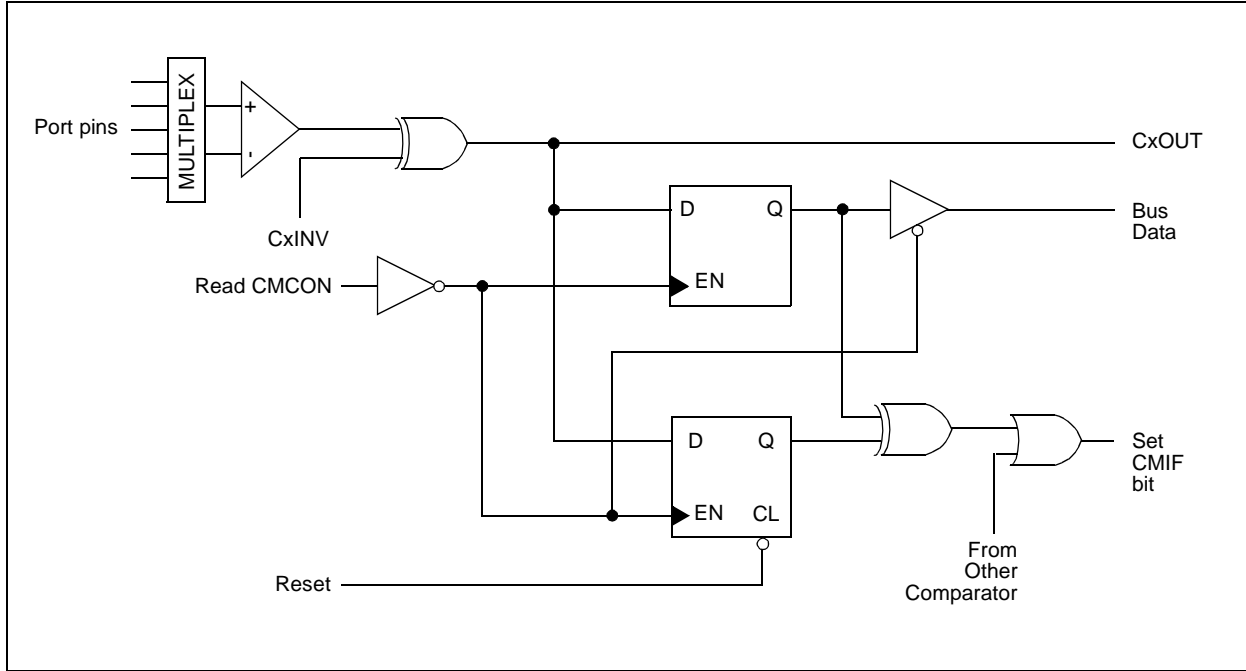 MULTIPLEX
Port pins
+
-
CxINV
CxOUT
D
Q
EN
Bus
Data
Read CMCON
D
Q
EN
CL
Set
CMIF
bit
From
Other
Comparator
Reset